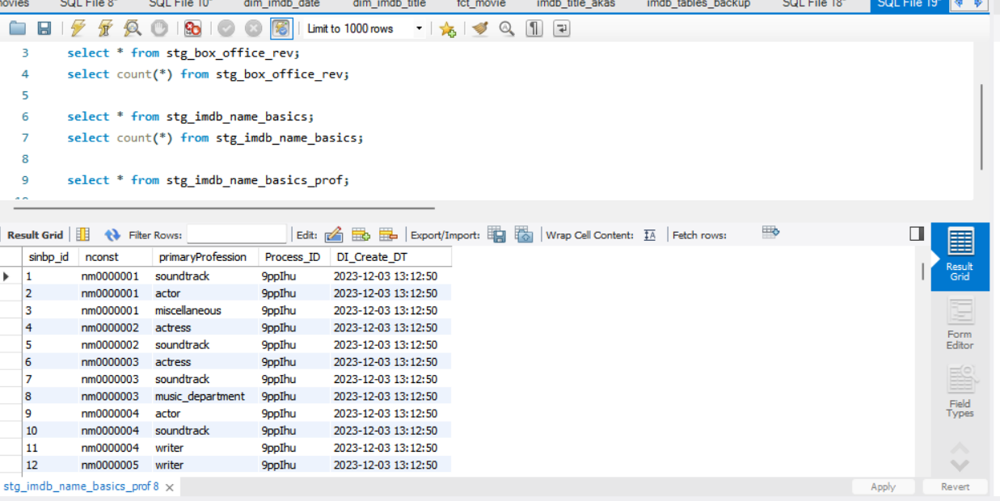 movies SQL File 8* SQL File 10* dim_imdb_date dim_imdb_title fct_movie imdb_title_akas imdb_tables_backup SQL File 18* SQL File 19*
Limit to 1000 rows
3 select * from stg_box_office_rev;
4 select count(*) from stg_box_office_rev;
5
6 select * from stg_imdb_name_basics;
7 select count(*) from stg_imdb_name_basics;
8
9 select * from stg_imdb_name_basics_prof;
10
Result Grid Filter Rows: Edit: Export/Import: Wrap Cell Content: Fetch rows:
sinbp_id nconst primaryProfession Process_ID DI_Create_DT
1 nm0000001 soundtrack 9ppIhu 2023-12-03 13:12:50
2 nm0000001 actor 9ppIhu 2023-12-03 13:12:50
3 nm0000001 miscellaneous 9ppIhu 2023-12-03 13:12:50
4 nm0000002 actress 9ppIhu 2023-12-03 13:12:50
5 nm0000002 soundtrack 9ppIhu 2023-12-03 13:12:50
6 nm0000003 actress 9ppIhu 2023-12-03 13:12:50
7 nm0000003 soundtrack 9ppIhu 2023-12-03 13:12:50
8 nm0000003 music_department 9ppIhu 2023-12-03 13:12:50
9 nm0000004 actor 9ppIhu 2023-12-03 13:12:50
10 nm0000004 soundtrack 9ppIhu 2023-12-03 13:12:50
11 nm0000004 writer 9ppIhu 2023-12-03 13:12:50
12 nm0000005 writer 9ppIhu 2023-12-03 13:12:50
Result
Grid
Form
Editor
Field
Types
stg_imdb_name_basics_prof 8
Apply Revert